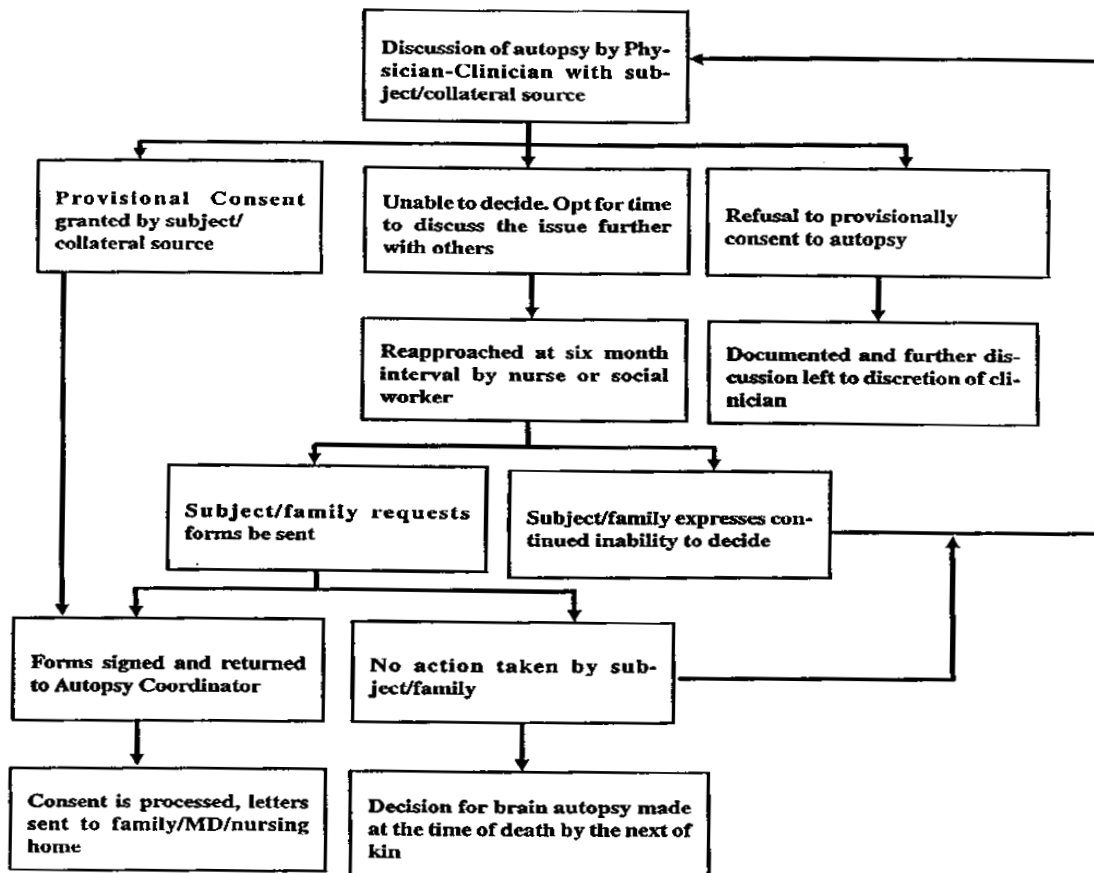 Discussion of autopsy by Phy-
sician-Clinician with sub-
ject/collateral source
Provisional Consent
granted by subject/
collateral source
Unable to decide. Opt for time
to discuss the issue further
with others
Refusal to provisionally
consent to autopsy
Reapproached at six month
interval by nurse or social
worker
Documented and further dis-
cussion left to discretion of cli-
nician
Subject/family requests
forms be sent
Subject/family expresses con-
tinued inability to decide
Forms signed and returned
to Autopsy Coordinator
No action taken by sub-
ject/family
Consent is processed, letters
sent to family/MD/nursing
home
Decision for brain autopsy made
at the time of death by the next of
kin